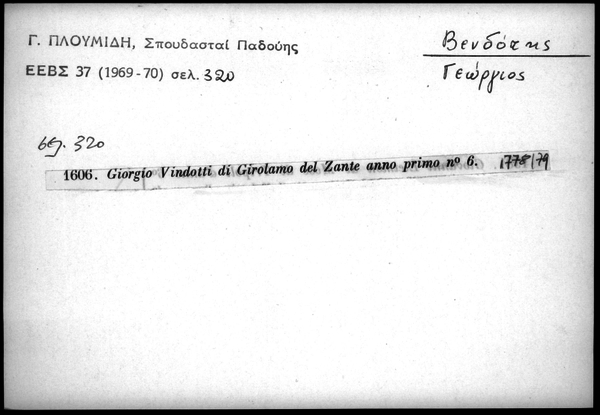 Γ. ΠΛΟΥΜΙΔΗ, Σπουδασταί Παδούης
ΕΕΒΣ 37 (1969-70) σελ. 320
Βενδότης
Γεώργιος
σελ. 320
1606. Giorgio Vindotti di Girolamo del Zante anno primo nº 6. 1778/79